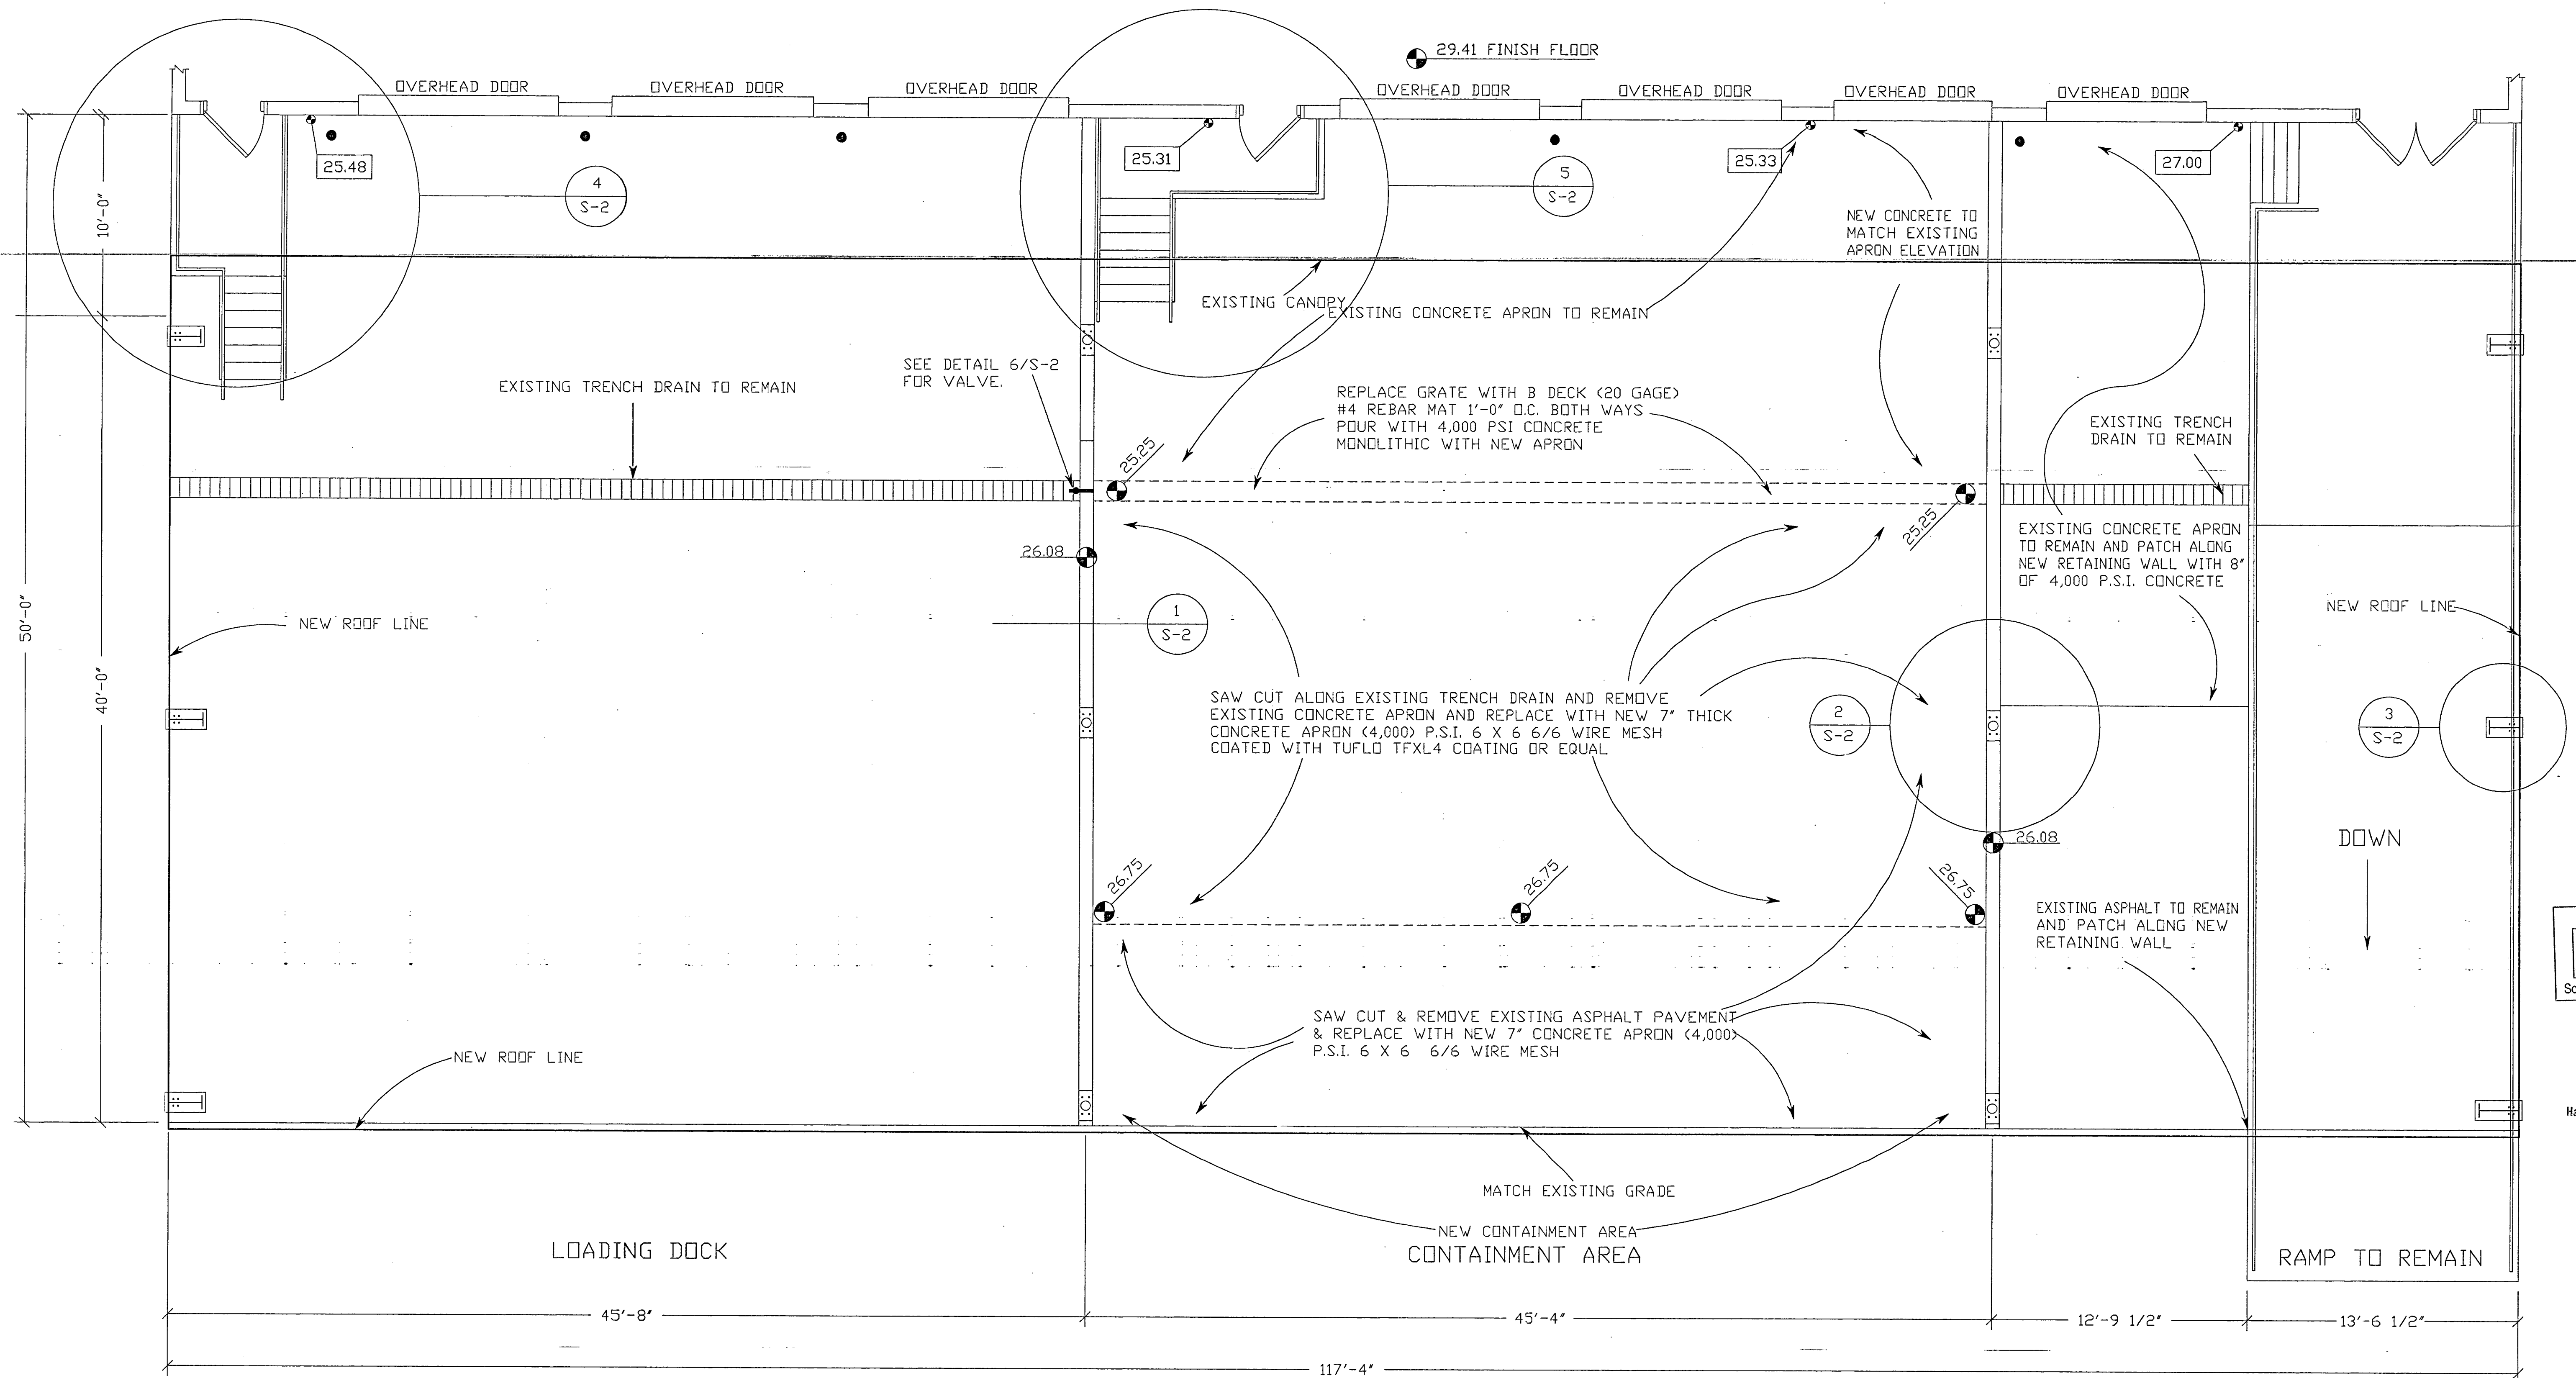 29.41 FINISH FLOOR
OVERHEAD DOOR
OVERHEAD DOOR
OVERHEAD DOOR
OVERHEAD DOOR
OVERHEAD DOOR
OVERHEAD DOOR
OVERHEAD DOOR
25.48
25.31
25.33
27.00
4
S-2
5
S-2
10'-0"
NEW CONCRETE TO
MATCH EXISTING
APRON ELEVATION
EXISTING CANOPY
EXISTING CONCRETE APRON TO REMAIN
SEE DETAIL 6/S-2
FOR VALVE.
EXISTING TRENCH DRAIN TO REMAIN
REPLACE GRATE WITH B DECK (20 GAGE)
#4 REBAR MAT 1'-0" O.C. BOTH WAYS
POUR WITH 4,000 PSI CONCRETE
MONOLITHIC WITH NEW APRON
EXISTING TRENCH
DRAIN TO REMAIN
25.25
25.25
26.08
EXISTING CONCRETE APRON
TO REMAIN AND PATCH ALONG
NEW RETAINING WALL WITH 8"
OF 4,000 P.S.I. CONCRETE
50'-0"
40'-0"
NEW ROOF LINE
1
S-2
NEW ROOF LINE
SAW CUT ALONG EXISTING TRENCH DRAIN AND REMOVE
EXISTING CONCRETE APRON AND REPLACE WITH NEW 7" THICK
CONCRETE APRON (4,000) P.S.I. 6 X 6 6/6 WIRE MESH
COATED WITH TUFLO TFXL4 COATING OR EQUAL
2
S-2
3
S-2
26.08
DOWN
26.75
26.75
26.75
EXISTING ASPHALT TO REMAIN
AND PATCH ALONG NEW
RETAINING WALL
SAW CUT & REMOVE EXISTING ASPHALT PAVEMENT
& REPLACE WITH NEW 7" CONCRETE APRON (4,000)
P.S.I. 6 X 6 6/6 WIRE MESH
NEW ROOF LINE
MATCH EXISTING GRADE
NEW CONTAINMENT AREA
LOADING DOCK
CONTAINMENT AREA
RAMP TO REMAIN
45'-8"
45'-4"
12'-9 1/2"
13'-6 1/2"
117'-4"